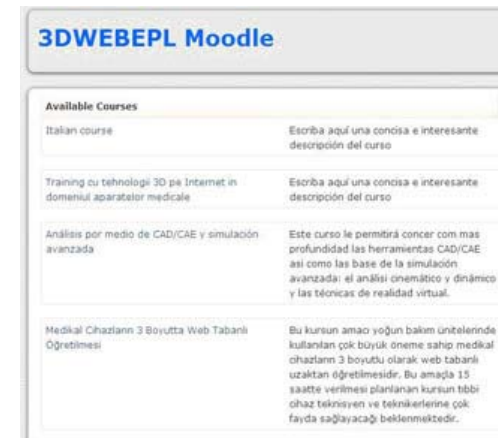 3DWEBEPL Moodle
Available Courses
Italian course
Escriba aquí una concisa e interesante
descripción del curso
Training cu tehnologii 3D pe Internet in
domeniul aparatelor medicale
Escriba aquí una concisa e interesante
descripción del curso
Análisis por medio de CAD/CAE y simulación
avanzada
Este curso le permitirá concer com mas
profundidad las herramientas CAD/CAE
asi como las base de la simulación
avanzada: el análisi cinemático y dinámico
y las técnicas de realidad virtual.
Medikal Cihazların 3 Boyutta Web Tabanlı
Öğretilmesi
Bu kursun amacı yoğun bakım ünitelerinde
kullanılan çok büyük öneme sahip medikal
cihazların 3 boyutlu olarak web tabanlı
uzaktan öğretilmesidir. Bu amaçla 15
saatte verilmesi planlanan kursun tıbbi
cihaz teknisyen ve teknikerlerine çok
fayda sağlayacağı beklenmektedir.